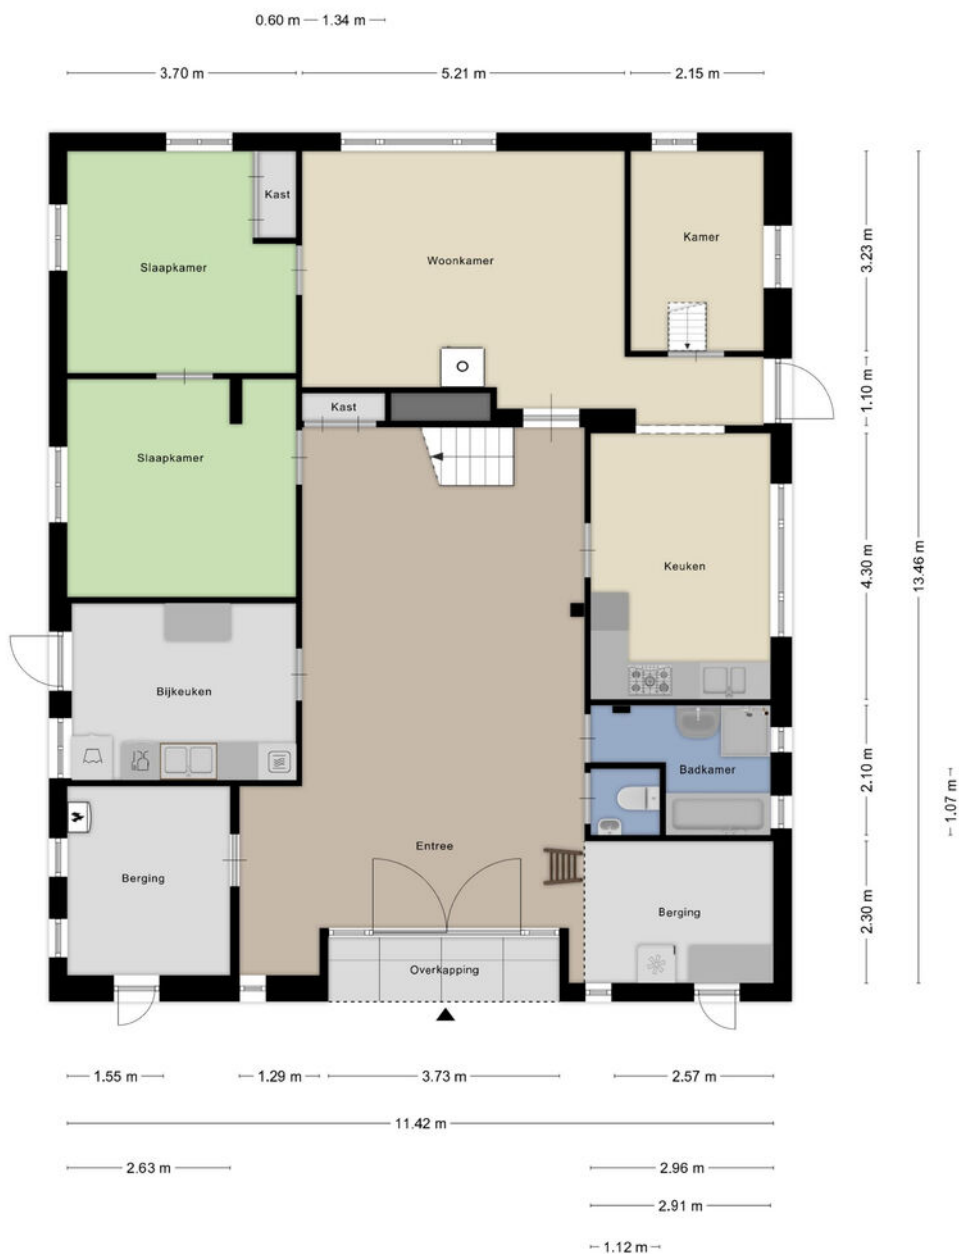 0.60 m 1.34 m
3.70 m 5.21 m 2.15 m
Kast
Kamer
Slaapkamer
Woonkamer
3.23 m
1.10 m
Kast
Slaapkamer
Keuken
4.30 m
13.46 m
Bijkeuken
Badkamer
2.10 m
1.07 m
Entree
Berging
Berging
2.30 m
Overkapping
1.55 m 1.29 m 3.73 m 2.57 m
11.42 m
2.63 m 2.96 m
2.91 m
1.12 m